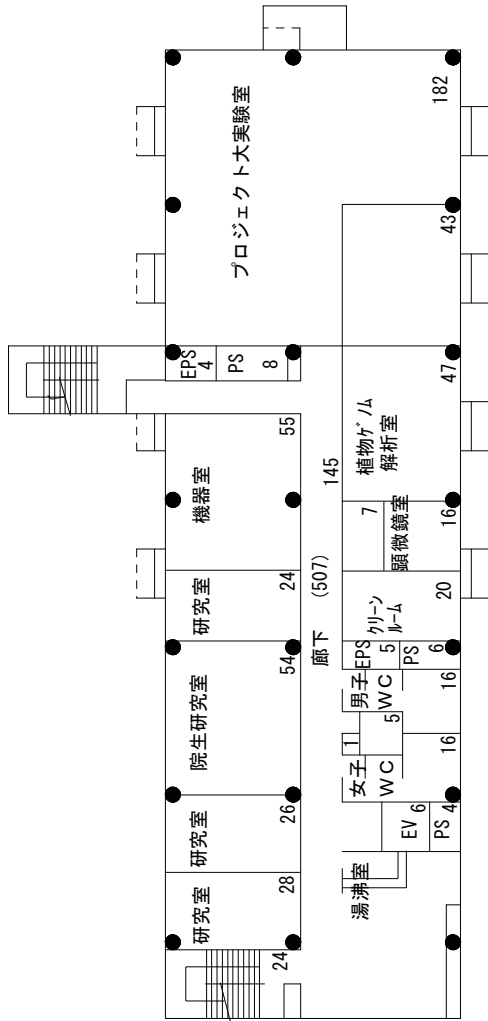 プロジェクト大実験室
182
43
EPS
4
PS
8
機器室
55
植物ゲノム
解析室
47
145
7
顕微鏡室
16
研究室
24
廊下 (507)
クリーン
ルーム
20
院生研究室
54
EPS
5
PS
6
男子
WC
16
5
1
女子
WC
16
研究室
26
EV
6
PS
4
研究室
28
湯沸室
24